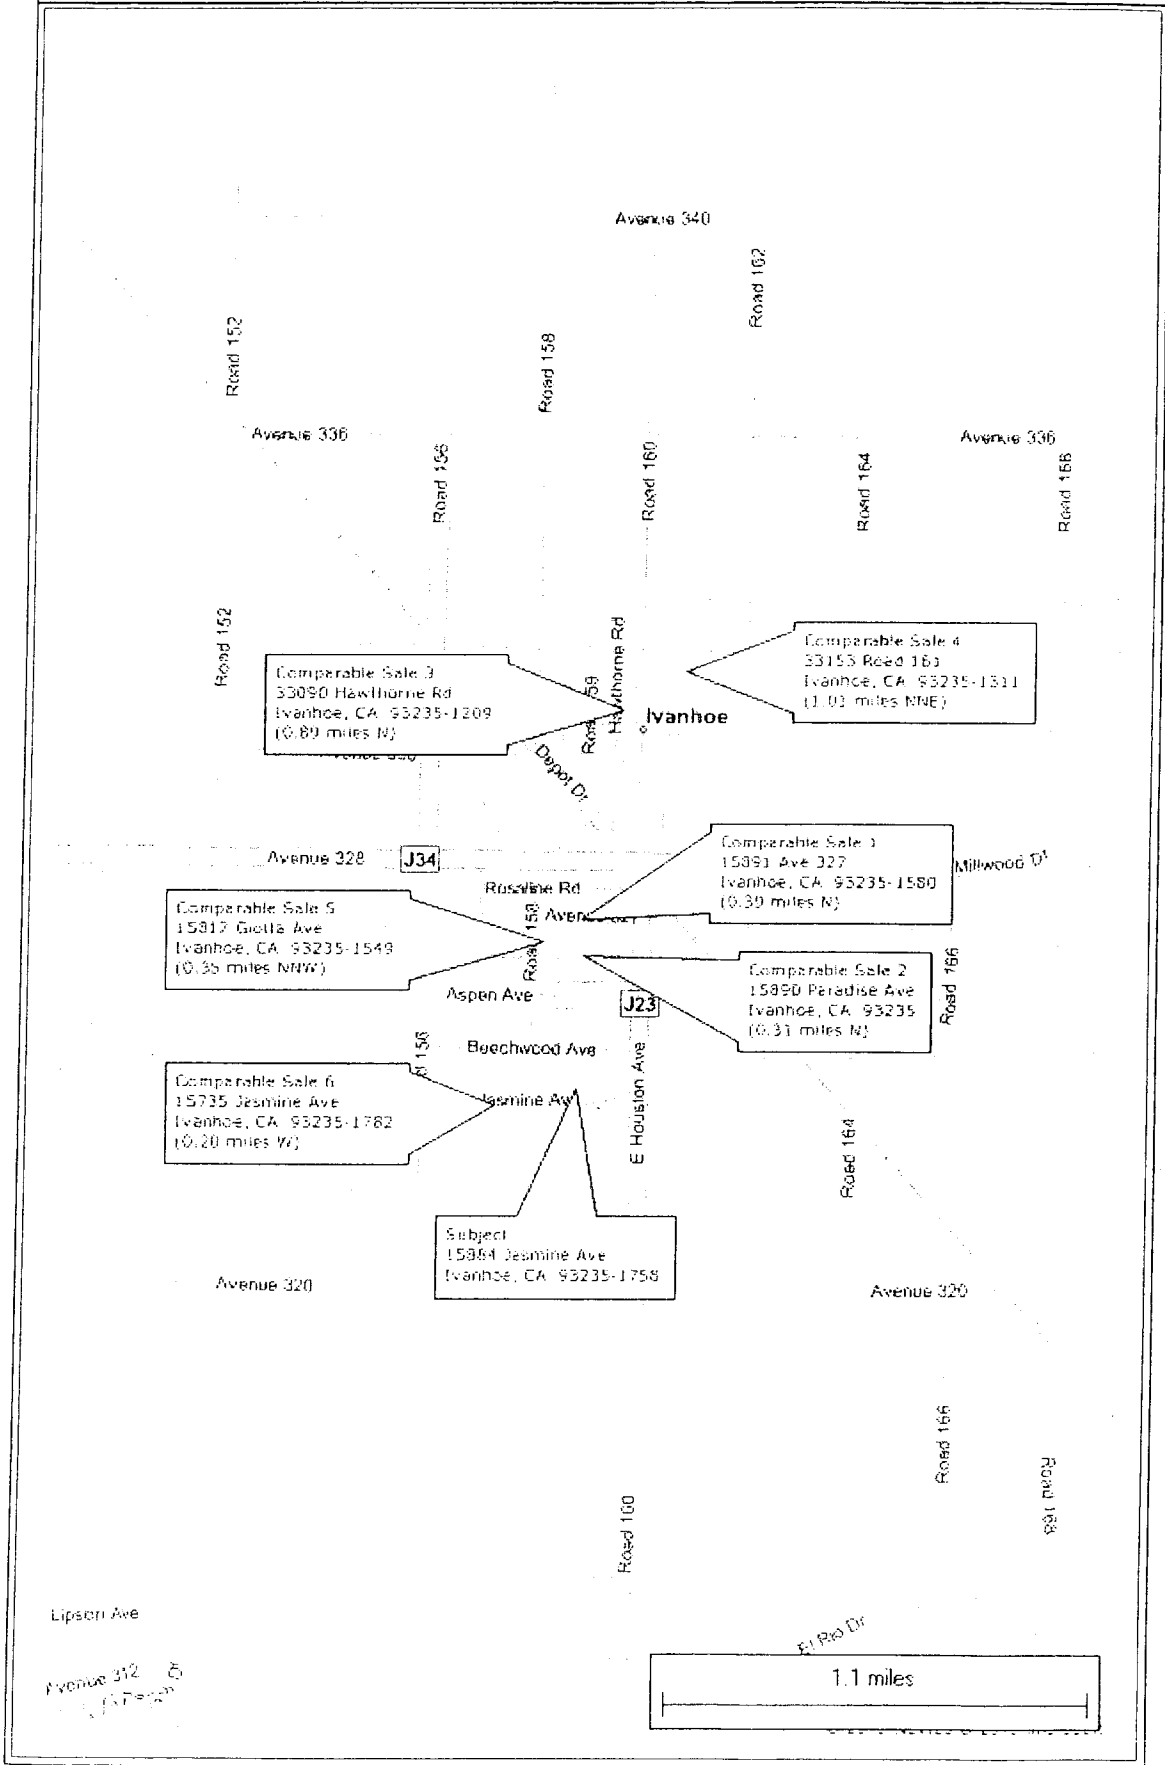 Avenue 340
Road 162
Road 152
Road 158
Avenue 336
Avenue 336
Road 156
Road 160
Road 164
Road 166
Road 152
Hawthorne Rd
Comparable Sale 3
33090 Hawthorne Rd
Ivanhoe, CA 93235-1209
(0.89 miles N)
Comparable Sale 4
33153 Road 161
Ivanhoe, CA 93235-1311
(1.01 miles NNE)
Ivanhoe
Depot Dr
Avenue 328
J34
Comparable Sale 1
15891 Ave 327
Ivanhoe, CA 93235-1580
(0.39 miles N)
Millwood Dr
Rosaline Rd
Road 158
Comparable Sale 5
15817 Giotta Ave
Ivanhoe, CA 93235-1549
(0.35 miles NNW)
Comparable Sale 2
15890 Paradise Ave
Ivanhoe, CA 93235
(0.33 miles N)
Road 166
Aspen Ave
J23
Beechwood Ave
Comparable Sale 6
15735 Jasmine Ave
Ivanhoe, CA 93235-1782
(0.20 miles W)
Jasmine Av
E Houston Ave
Road 164
Subject
15884 Jasmine Ave
Ivanhoe, CA 93235-1758
Avenue 320
Avenue 320
Road 166
Road 168
Road 160
Lipson Ave
El Rio Dr
Avenue 312
1.1 miles